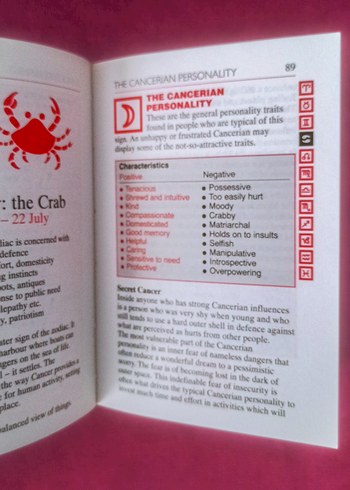 r: the Crab
— 22 July
diac is concerned with
defence
fort, domesticity
ng instincts
oots, antiques
onse to public need
elepathy etc.
y, patriotism
ater sign of the zodiac. It
harbour where boats can
angers on the sea of life.
– it settles. The
the way Cancer provides a
e for human activity, setting
place.
balanced view of things
89
THE CANCERIAN PERSONALITY
THE CANCERIAN
PERSONALITY
These are the general personality traits
found in people who are typical of this
sign. An unhappy or frustrated Cancerian may
display some of the not-so-attractive traits.
Characteristics
Positive Negative
• Tenacious • Possessive
• Shrewd and intuitive • Too easily hurt
• Kind • Moody
• Compassionate • Crabby
• Domesticated • Matriarchal
• Good memory • Holds on to insults
• Helpful • Selfish
• Caring • Manipulative
• Sensitive to need • Introspective
• Protective • Overpowering
Secret Cancer
Inside anyone who has strong Cancerian influences
is a person who was very shy when young and who
still tends to use a hard outer shell in defence against
what are perceived as hurts from other people.
The most vulnerable part of the Cancerian
personality is an inner fear of nameless dangers that
often reduce a wonderful dream to a pessimistic
worry. The fear is of becoming lost in the dark of
outer space. This indefinable fear of insecurity is
often what drives the typical Cancerian personality to
invest much time and effort in activities which will